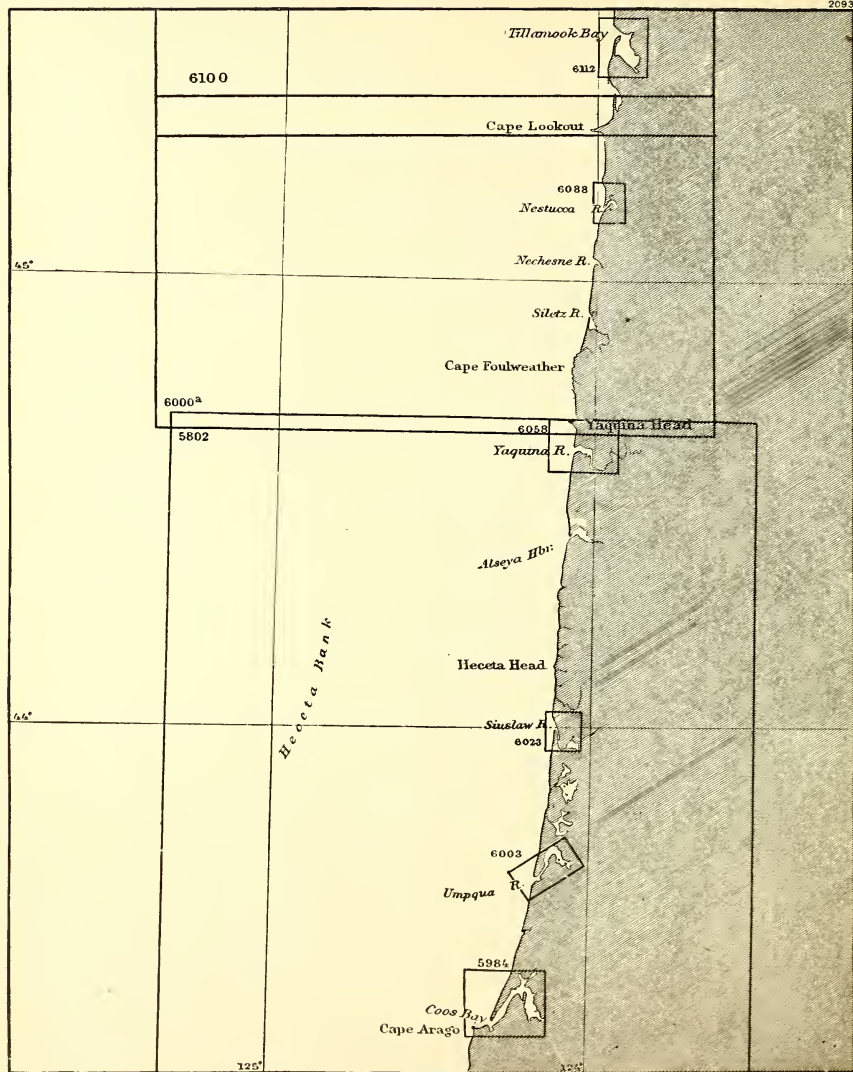 2093
Tillamook Bay
6112
6100
Cape Lookout
6088
Nestucca R.
45°
Nechesne R.
Siletz R.
Cape Foulweather
6000ª
5802
6058
Yaquina Head
Yaquina R.
Alseya Hbr.
Heceta Bank
Heceta Head
44°
Siuslaw R.
6023
6003
Umpqua R.
5984
Coos Bay
Cape Arago
125°
124°